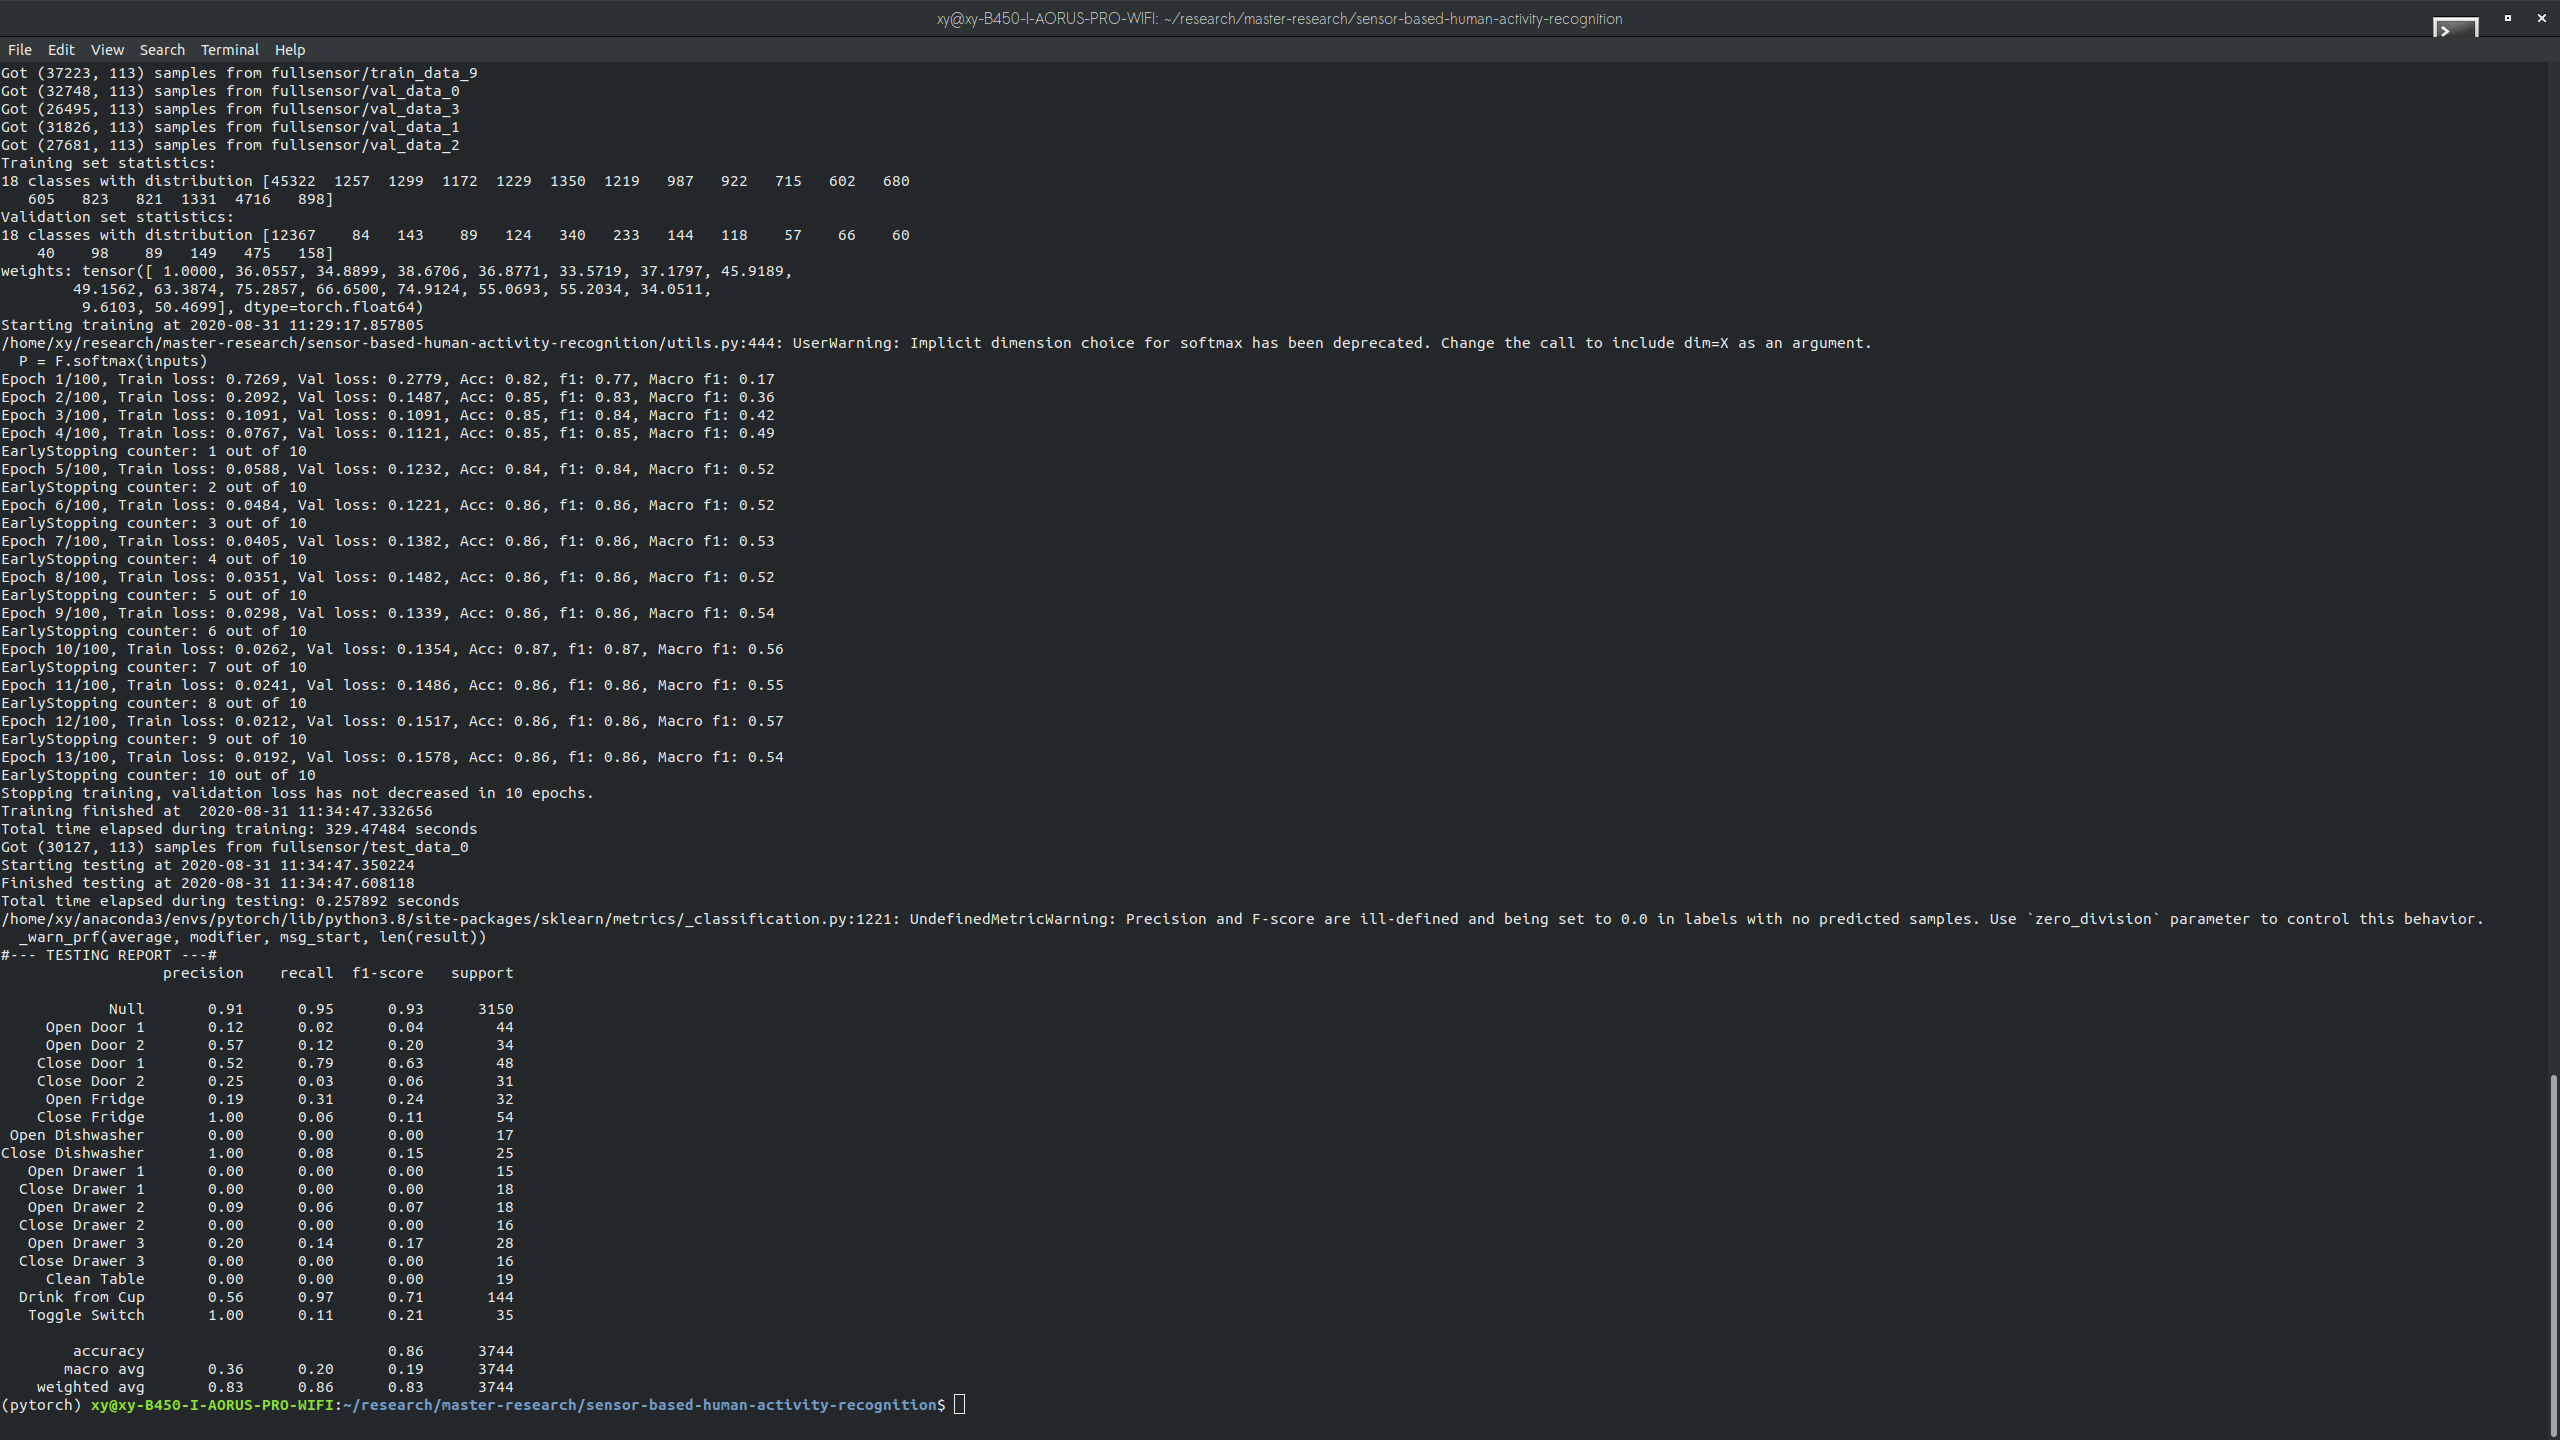 xy@xy-B450-I-AORUS-PRO-WIFI: ~/research/master-research/sensor-based-human-activity-recognition
File Edit View Search Terminal Help
Got (37223, 113) samples from fullsensor/train_data_9
Got (32748, 113) samples from fullsensor/val_data_0
Got (26495, 113) samples from fullsensor/val_data_3
Got (31826, 113) samples from fullsensor/val_data_1
Got (27681, 113) samples from fullsensor/val_data_2
Training set statistics:
18 classes with distribution [45322  1257  1299  1172  1229  1350  1219   987   922   715   602   680
   605   823   821  1331  4716   898]
Validation set statistics:
18 classes with distribution [12367    84   143    89   124   340   233   144   118    57    66    60
    40    98    89   149   475   158]
weights: tensor([ 1.0000, 36.0557, 34.8899, 38.6706, 36.8771, 33.5719, 37.1797, 45.9189,
        49.1562, 63.3874, 75.2857, 66.6500, 74.9124, 55.0693, 55.2034, 34.0511,
         9.6103, 50.4699], dtype=torch.float64)
Starting training at 2020-08-31 11:29:17.857805
/home/xy/research/master-research/sensor-based-human-activity-recognition/utils.py:444: UserWarning: Implicit dimension choice for softmax has been deprecated. Change the call to include dim=X as an argument.
  P = F.softmax(inputs)
Epoch 1/100, Train loss: 0.7269, Val loss: 0.2779, Acc: 0.82, f1: 0.77, Macro f1: 0.17
Epoch 2/100, Train loss: 0.2092, Val loss: 0.1487, Acc: 0.85, f1: 0.83, Macro f1: 0.36
Epoch 3/100, Train loss: 0.1091, Val loss: 0.1091, Acc: 0.85, f1: 0.84, Macro f1: 0.42
Epoch 4/100, Train loss: 0.0767, Val loss: 0.1121, Acc: 0.85, f1: 0.85, Macro f1: 0.49
EarlyStopping counter: 1 out of 10
Epoch 5/100, Train loss: 0.0588, Val loss: 0.1232, Acc: 0.84, f1: 0.84, Macro f1: 0.52
EarlyStopping counter: 2 out of 10
Epoch 6/100, Train loss: 0.0484, Val loss: 0.1221, Acc: 0.86, f1: 0.86, Macro f1: 0.52
EarlyStopping counter: 3 out of 10
Epoch 7/100, Train loss: 0.0405, Val loss: 0.1382, Acc: 0.86, f1: 0.86, Macro f1: 0.53
EarlyStopping counter: 4 out of 10
Epoch 8/100, Train loss: 0.0351, Val loss: 0.1482, Acc: 0.86, f1: 0.86, Macro f1: 0.52
EarlyStopping counter: 5 out of 10
Epoch 9/100, Train loss: 0.0298, Val loss: 0.1339, Acc: 0.86, f1: 0.86, Macro f1: 0.54
EarlyStopping counter: 6 out of 10
Epoch 10/100, Train loss: 0.0262, Val loss: 0.1354, Acc: 0.87, f1: 0.87, Macro f1: 0.56
EarlyStopping counter: 7 out of 10
Epoch 11/100, Train loss: 0.0241, Val loss: 0.1486, Acc: 0.86, f1: 0.86, Macro f1: 0.55
EarlyStopping counter: 8 out of 10
Epoch 12/100, Train loss: 0.0212, Val loss: 0.1517, Acc: 0.86, f1: 0.86, Macro f1: 0.57
EarlyStopping counter: 9 out of 10
Epoch 13/100, Train loss: 0.0192, Val loss: 0.1578, Acc: 0.86, f1: 0.86, Macro f1: 0.54
EarlyStopping counter: 10 out of 10
Stopping training, validation loss has not decreased in 10 epochs.
Training finished at  2020-08-31 11:34:47.332656
Total time elapsed during training: 329.47484 seconds
Got (30127, 113) samples from fullsensor/test_data_0
Starting testing at 2020-08-31 11:34:47.350224
Finished testing at 2020-08-31 11:34:47.608118
Total time elapsed during testing: 0.257892 seconds
/home/xy/anaconda3/envs/pytorch/lib/python3.8/site-packages/sklearn/metrics/_classification.py:1221: UndefinedMetricWarning: Precision and F-score are ill-defined and being set to 0.0 in labels with no predicted samples. Use `zero_division` parameter to control this behavior.
  _warn_prf(average, modifier, msg_start, len(result))
#--- TESTING REPORT ---#
                  precision    recall  f1-score   support
            Null       0.91      0.95      0.93      3150
     Open Door 1       0.12      0.02      0.04        44
     Open Door 2       0.57      0.12      0.20        34
    Close Door 1       0.52      0.79      0.63        48
    Close Door 2       0.25      0.03      0.06        31
     Open Fridge       0.19      0.31      0.24        32
    Close Fridge       1.00      0.06      0.11        54
 Open Dishwasher       0.00      0.00      0.00        17
Close Dishwasher       1.00      0.08      0.15        25
   Open Drawer 1       0.00      0.00      0.00        15
  Close Drawer 1       0.00      0.00      0.00        18
   Open Drawer 2       0.09      0.06      0.07        18
  Close Drawer 2       0.00      0.00      0.00        16
   Open Drawer 3       0.20      0.14      0.17        28
  Close Drawer 3       0.00      0.00      0.00        16
     Clean Table       0.00      0.00      0.00        19
  Drink from Cup       0.56      0.97      0.71       144
   Toggle Switch       1.00      0.11      0.21        35
        accuracy                           0.86      3744
       macro avg       0.36      0.20      0.19      3744
    weighted avg       0.83      0.86      0.83      3744
(pytorch) xy@xy-B450-I-AORUS-PRO-WIFI:~/research/master-research/sensor-based-human-activity-recognition$